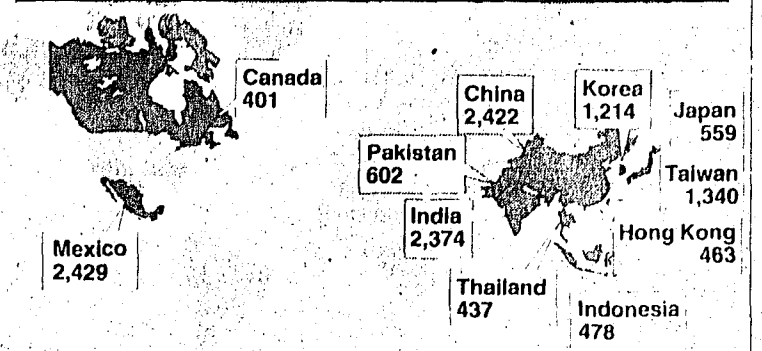 Canada
401
China
2,422
Korea
1,214
Japan
559
Pakistan
602
Taiwan
1,340
India
2,374
Hong Kong
463
Mexico
2,429
Thailand
437
Indonesia
478